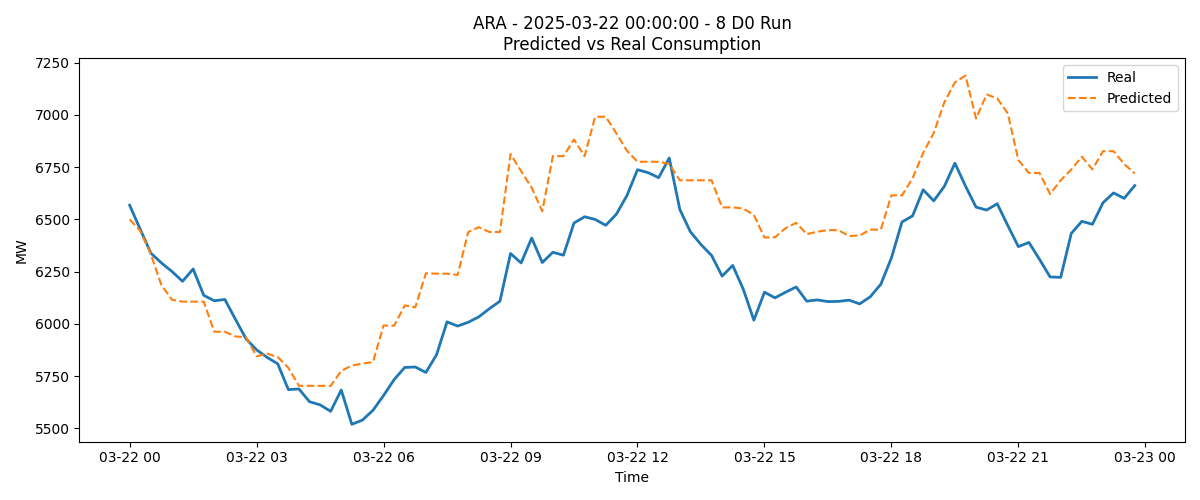 ARA - 2025-03-22 00:00:00 - 8 D0 Run
Predicted vs Real Consumption
Real
Predicted
7250
7000
6750
6500
6250
6000
5750
5500
MW
03-22 00
03-22 03
03-22 06
03-22 09
03-22 12
03-22 15
03-22 18
03-22 21
03-23 00
Time